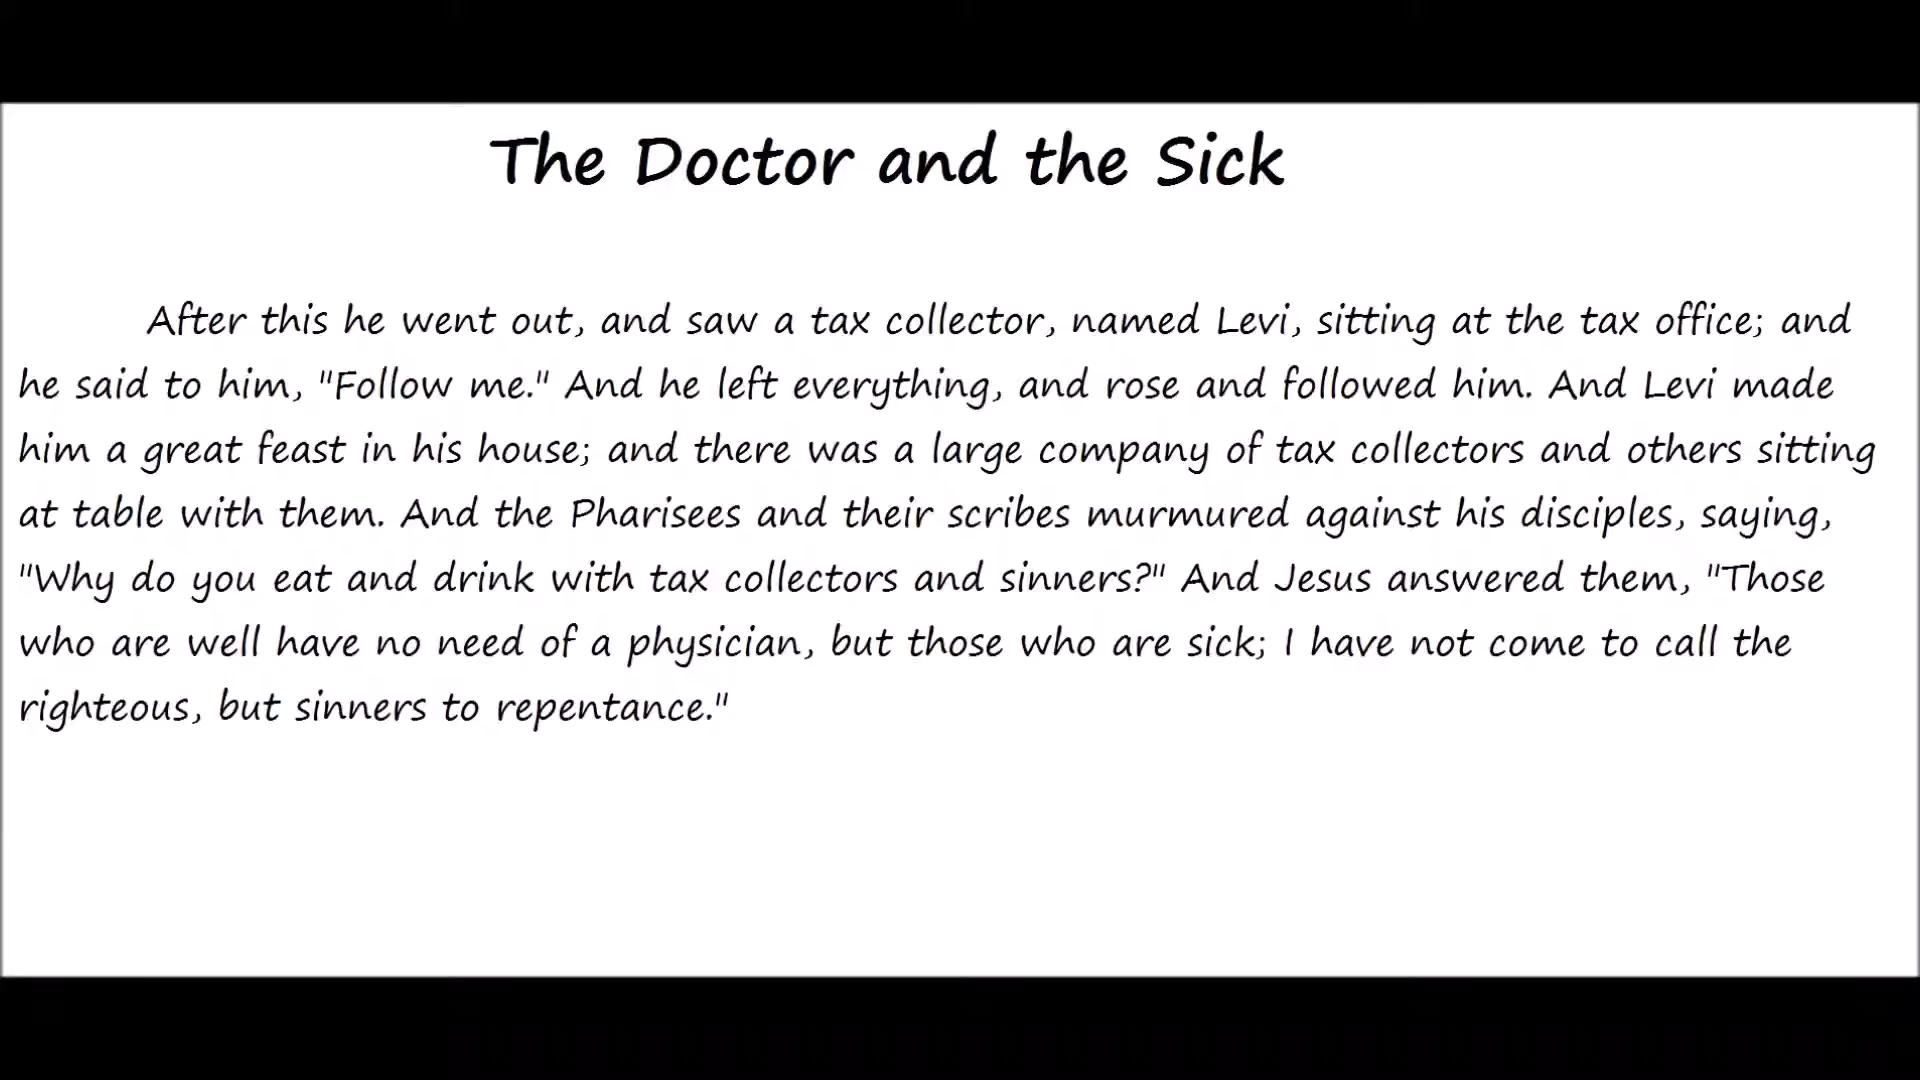 The Doctor and the Sick
After this he went out, and saw a tax collector, named Levi, sitting at the tax office; and
he said to him, "Follow me." And he left everything, and rose and followed him. And Levi made
him a great feast in his house; and there was a large company of tax collectors and others sitting
at table with them. And the Pharisees and their scribes murmured against his disciples, saying,
"Why do you eat and drink with tax collectors and sinners?" And Jesus answered them, "Those
who are well have no need of a physician, but those who are sick; I have not come to call the
righteous, but sinners to repentance."